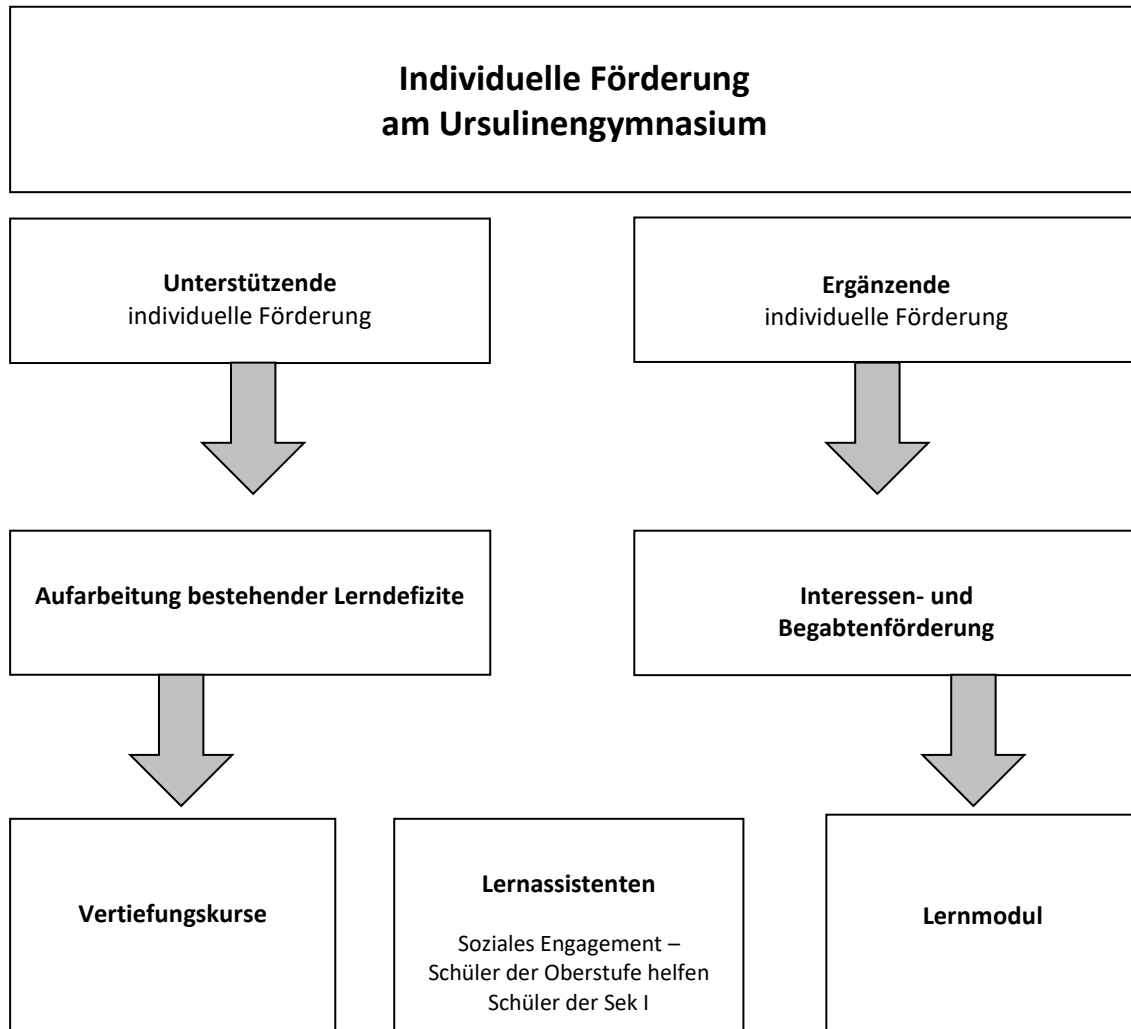 Individuelle Förderung
am Ursulinengymnasium
Unterstützende
individuelle Förderung
Ergänzende
individuelle Förderung
Aufarbeitung bestehender Lerndefizite
Interessen- und
Begabtenförderung
Vertiefungskurse
Lernassistenten
Soziales Engagement –
Schüler der Oberstufe helfen
Schüler der Sek I
Lernmodul